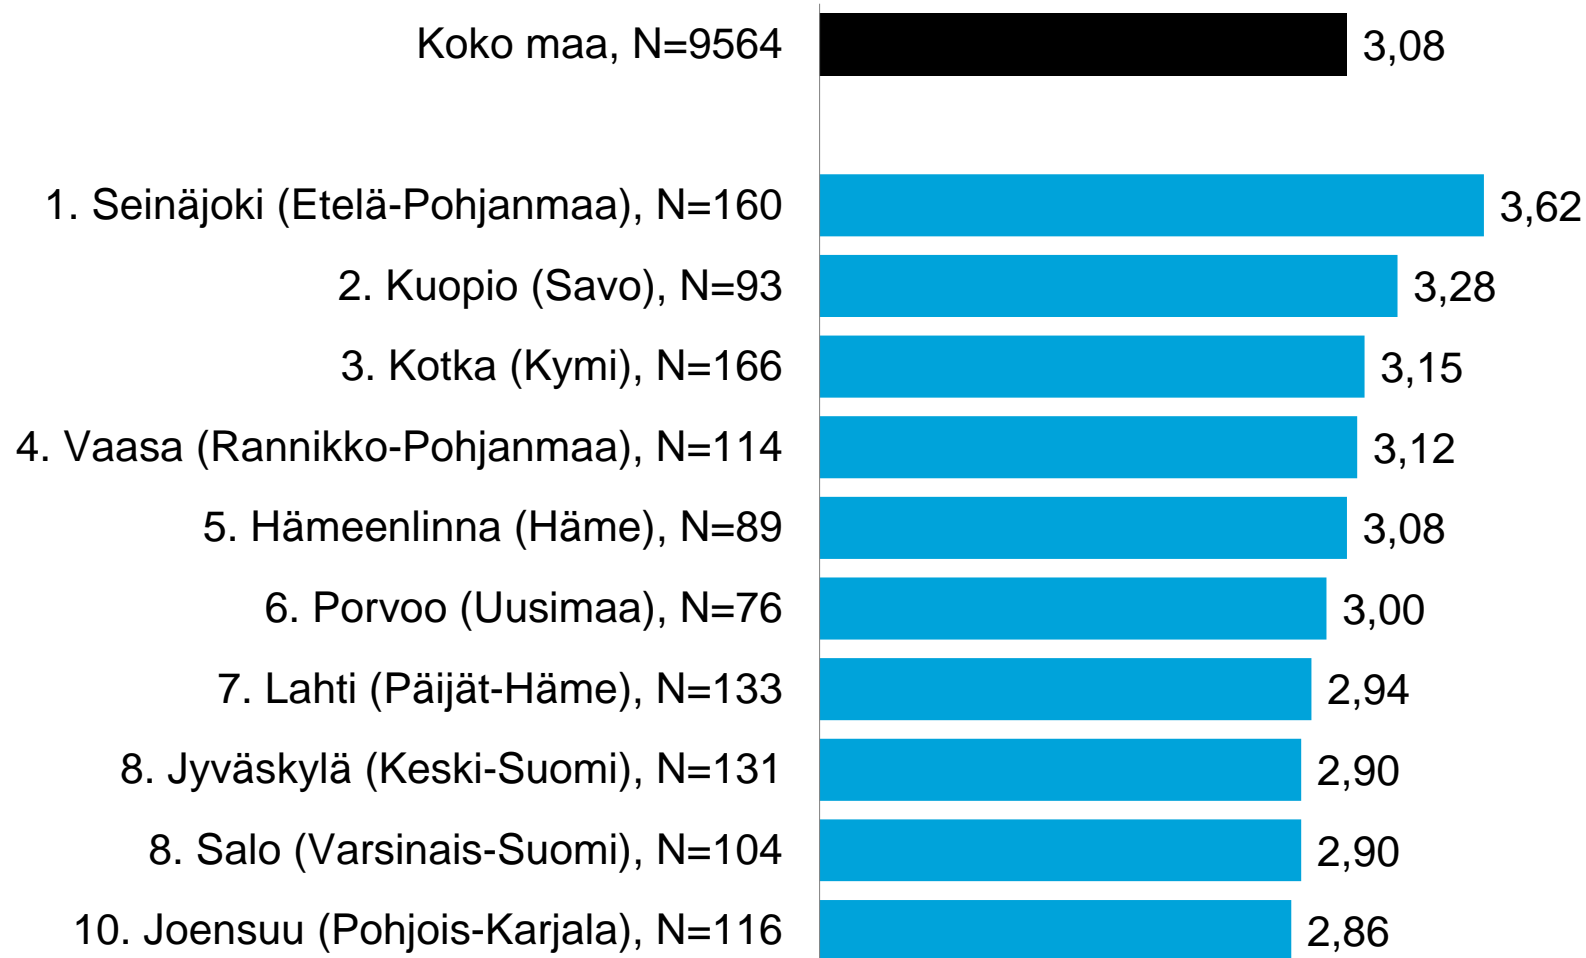 Koko maa, N=9564 3,08
1. Seinäjoki (Etelä-Pohjanmaa), N=160 3,62
2. Kuopio (Savo), N=93 3,28
3. Kotka (Kymi), N=166 3,15
4. Vaasa (Rannikko-Pohjanmaa), N=114 3,12
5. Hämeenlinna (Häme), N=89 3,08
6. Porvoo (Uusimaa), N=76 3,00
7. Lahti (Päijät-Häme), N=133 2,94
8. Jyväskylä (Keski-Suomi), N=131 2,90
8. Salo (Varsinais-Suomi), N=104 2,90
10. Joensuu (Pohjois-Karjala), N=116 2,86